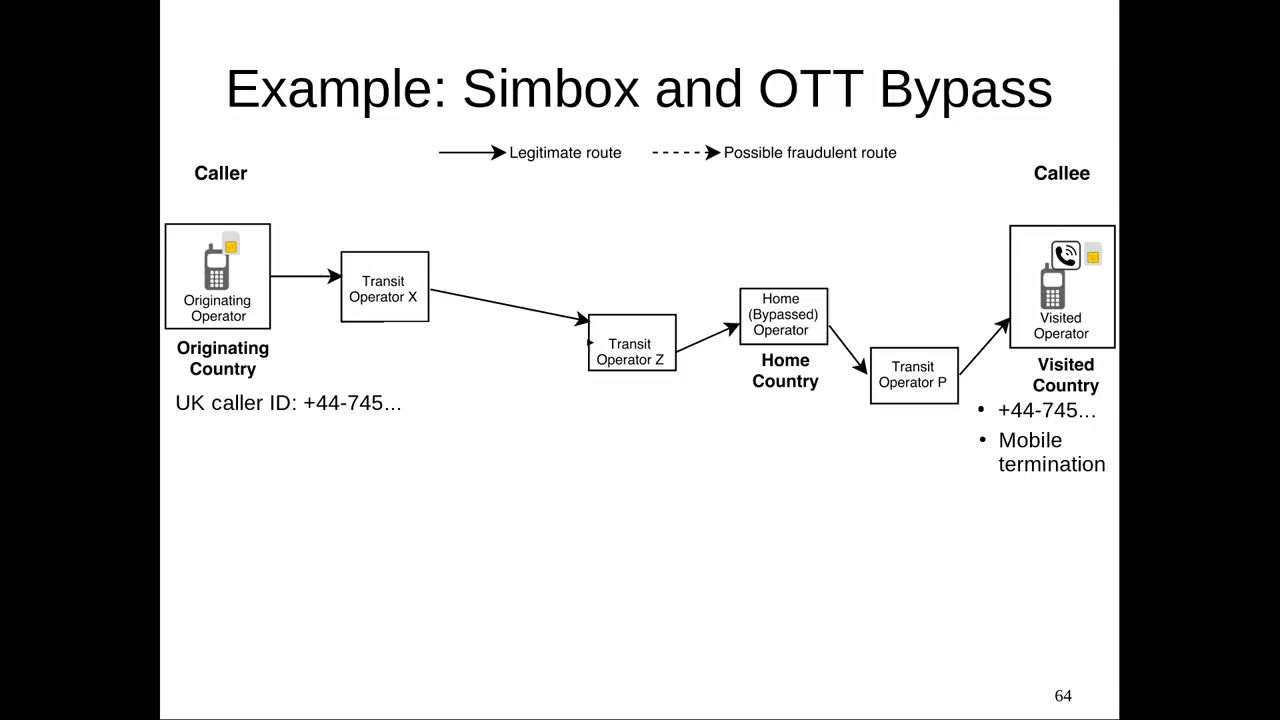 Example: Simbox and OTT Bypass
Legitimate route
Possible fraudulent route
Caller
Callee
Originating
Operator
Originating
Country
UK caller ID: +44-745...
Transit
Operator X
Transit
Operator Z
Home
(Bypassed)
Operator
Home
Country
Transit
Operator P
Visited
Operator
Visited
Country
• +44-745...
• Mobile
termination
64